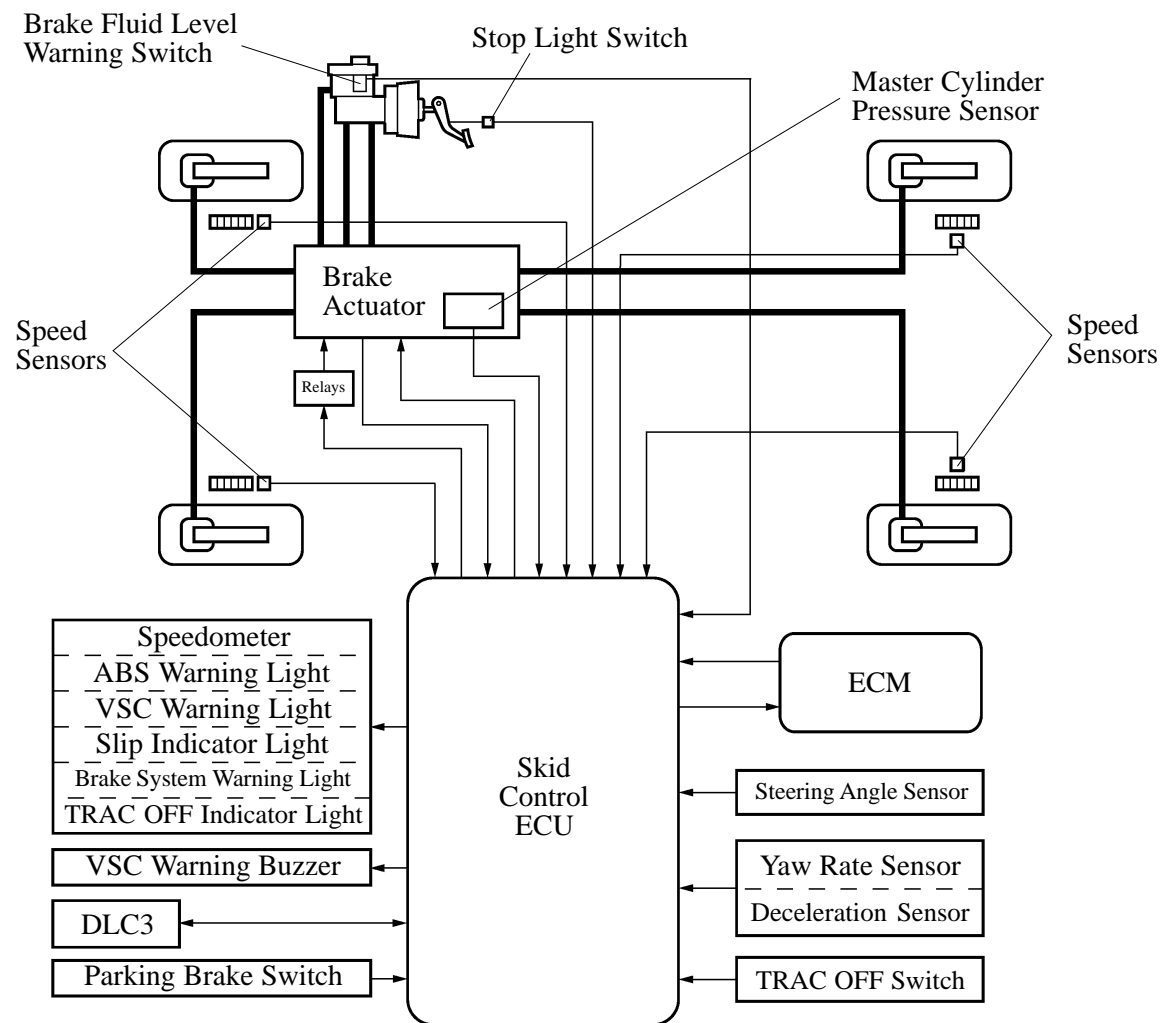 Brake Fluid Level
Warning Switch
Stop Light Switch
Master Cylinder
Pressure Sensor
Brake
Actuator
Speed
Sensors
Speed
Sensors
Relays
Speedometer
ABS Warning Light
VSC Warning Light
Slip Indicator Light
Brake System Warning Light
TRAC OFF Indicator Light
VSC Warning Buzzer
DLC3
Parking Brake Switch
Skid
Control
ECU
ECM
Steering Angle Sensor
Yaw Rate Sensor
Deceleration Sensor
TRAC OFF Switch